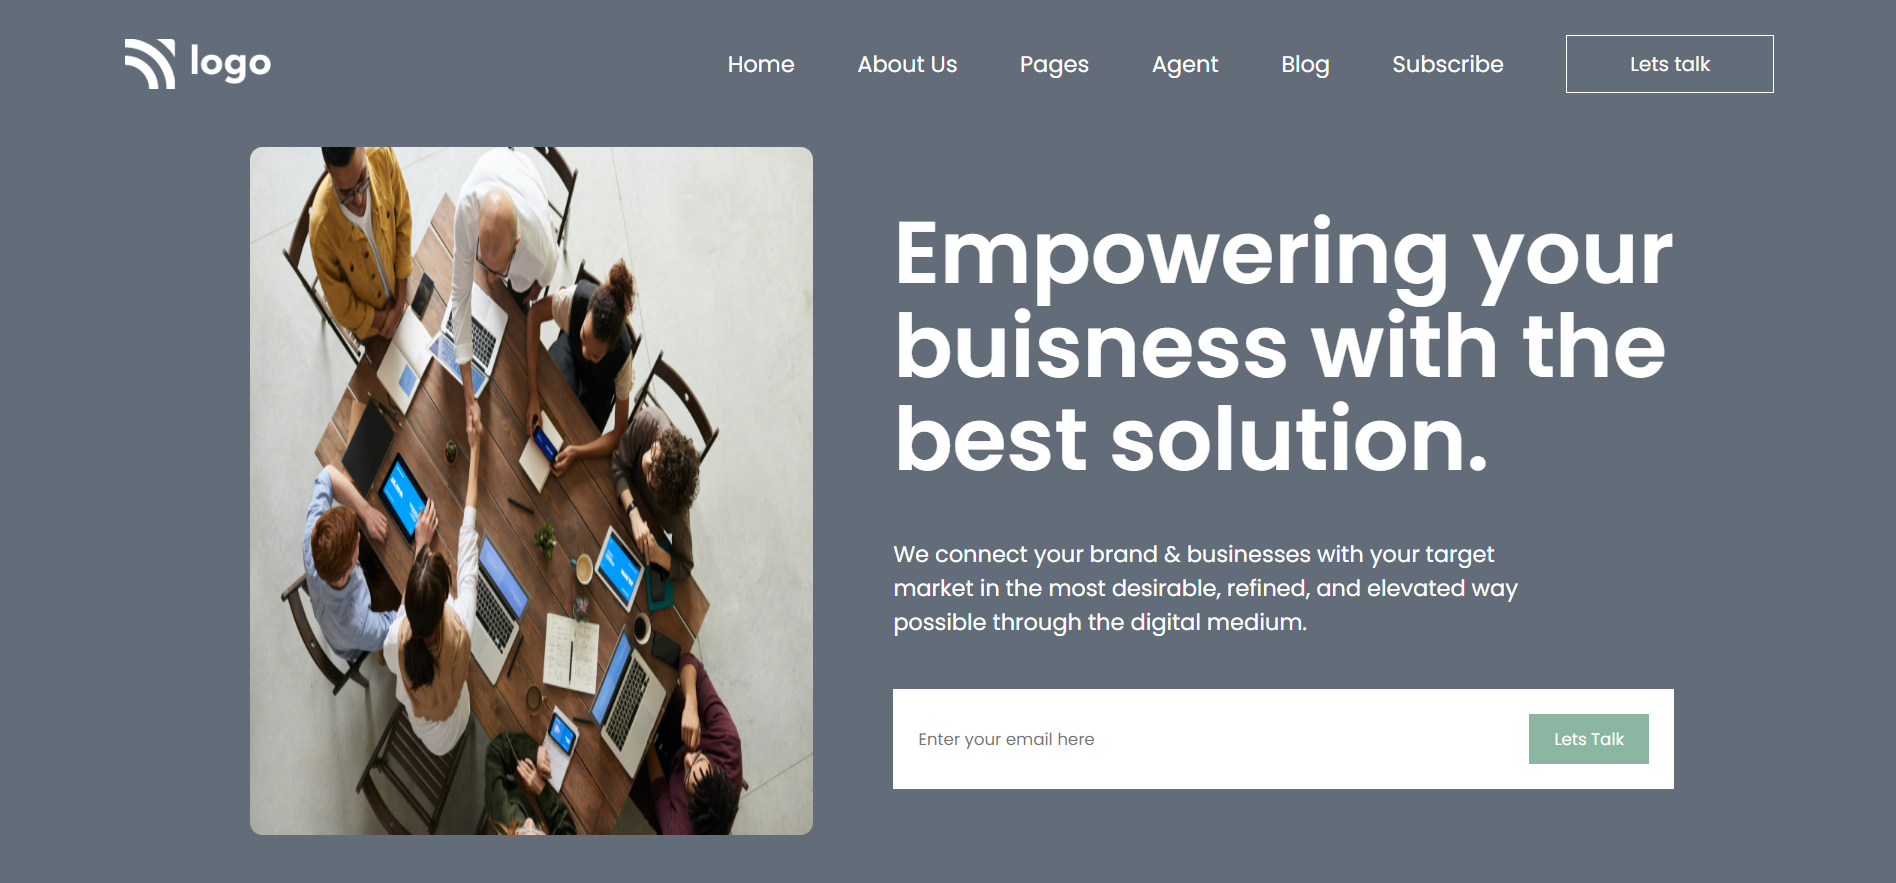 logo
Home About Us Pages Agent Blog Subscribe Lets talk
Empowering your
buisness with the
best solution.
We connect your brand & businesses with your target
market in the most desirable, refined, and elevated way
possible through the digital medium.
Enter your email here Lets Talk